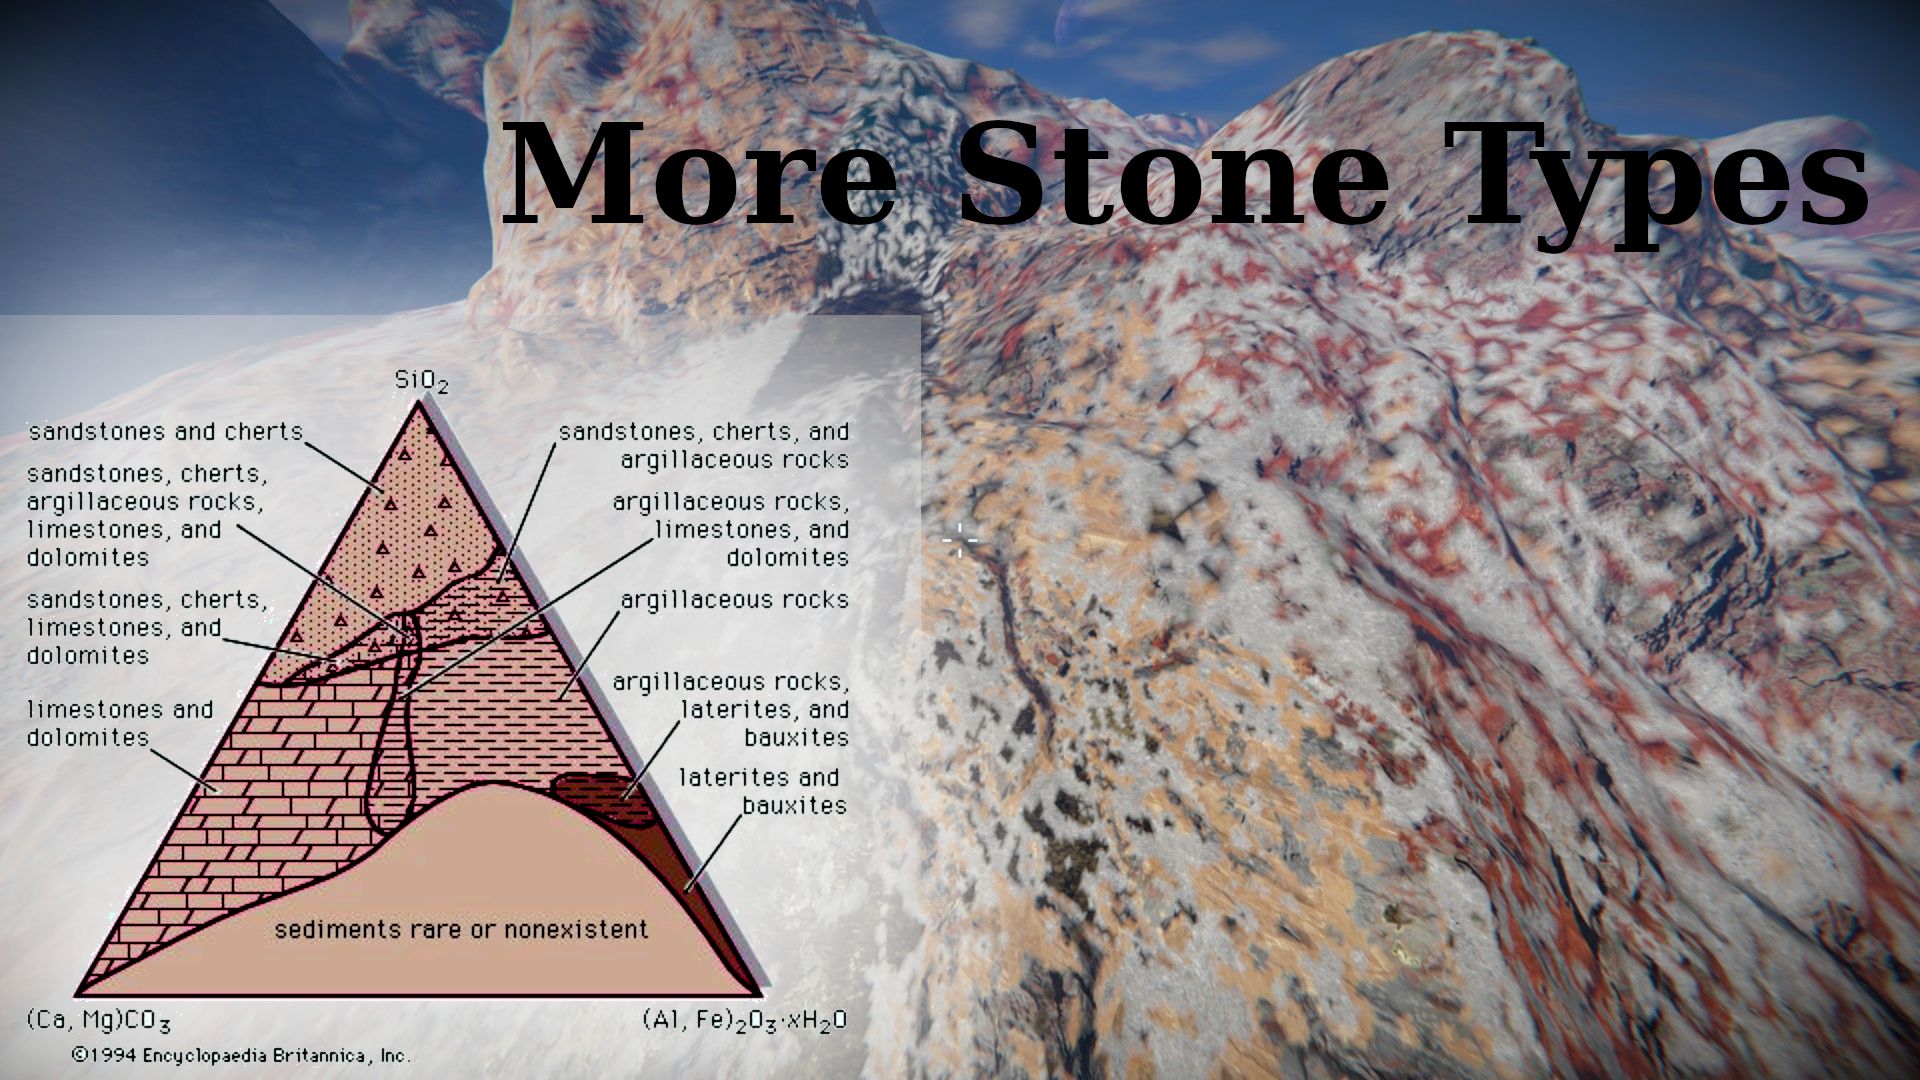 More Stone Types
SiO₂
sandstones and cherts
sandstones, cherts,
argillaceous rocks,
limestones, and
dolomites
sandstones, cherts,
limestones, and
dolomites
limestones and
dolomites
sandstones, cherts, and
argillaceous rocks
argillaceous rocks,
limestones, and
dolomites
argillaceous rocks
argillaceous rocks,
laterites, and
bauxites
laterites and
bauxites
sediments rare or nonexistent
(Ca, Mg)CO₃
(Al, Fe)₂O₃·xH₂O
©1994 Encyclopaedia Britannica, Inc.